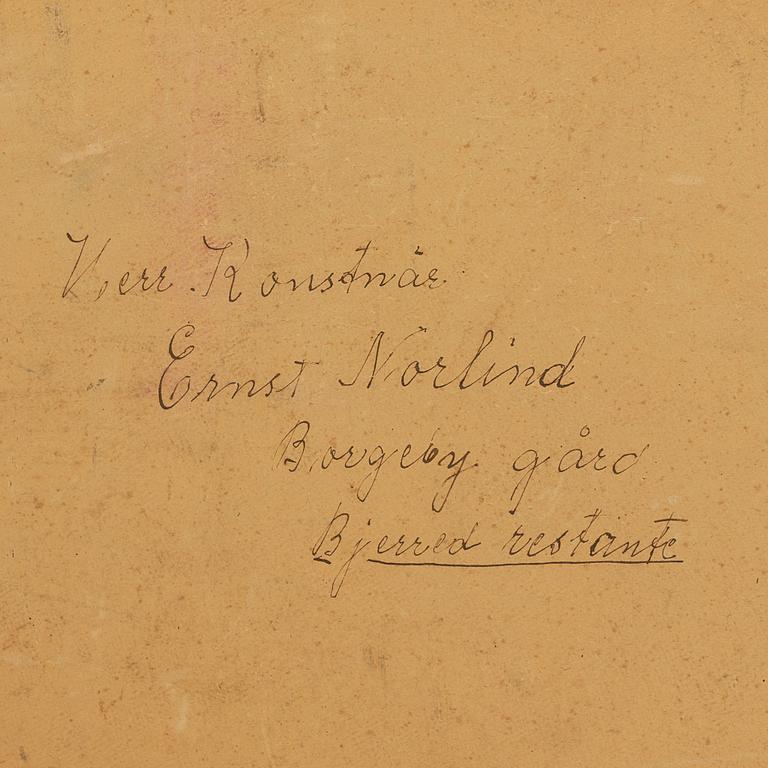 Herr Konstnär
Ernst Norlind
Borgeby gård
Bjerred restante